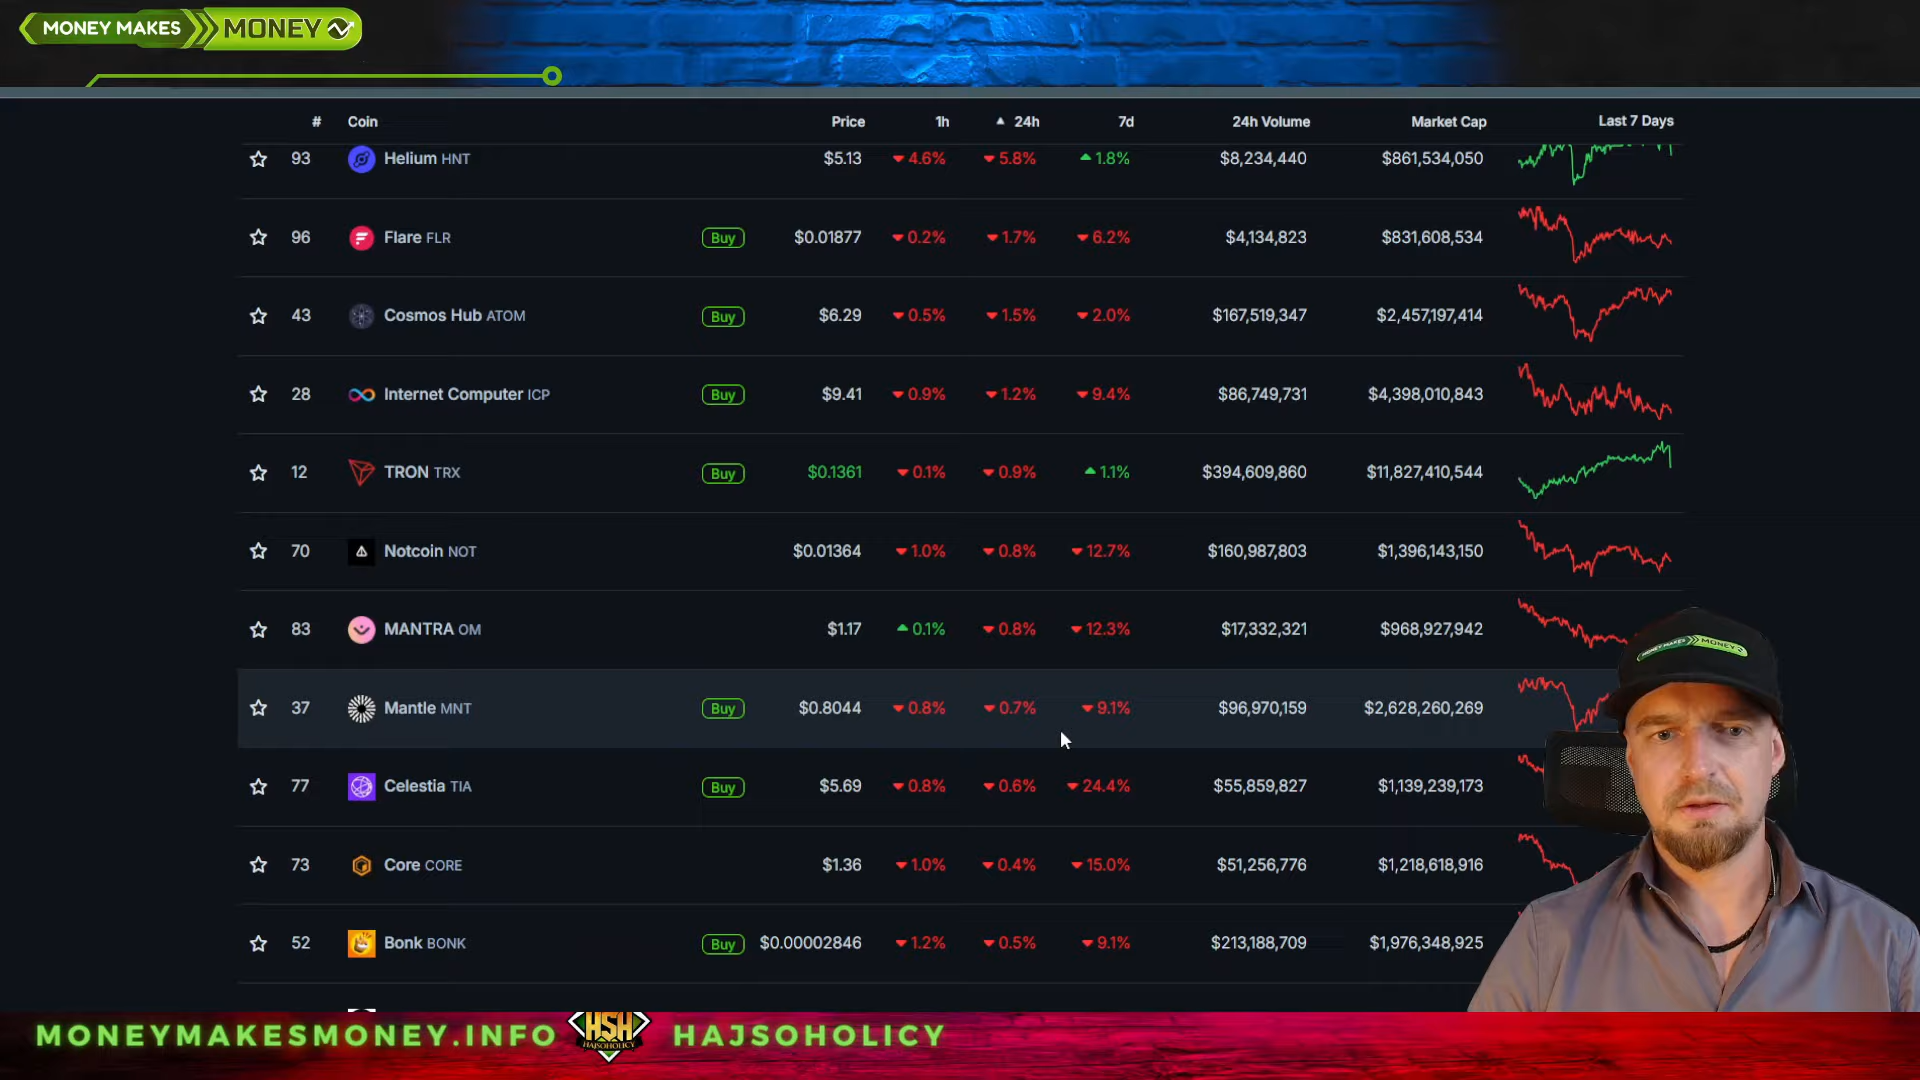 MONEY MAKES MONEY
# Coin Price 1h 24h 7d 24h Volume Market Cap Last 7 Days
93 Helium HNT $5.13 4.6% 5.8% 1.8% $8,234,440 $861,534,050
96 Flare FLR Buy $0.01877 0.2% 1.7% 6.2% $4,134,823 $831,608,534
43 Cosmos Hub ATOM Buy $6.29 0.5% 1.5% 2.0% $167,519,347 $2,457,197,414
28 Internet Computer ICP Buy $9.41 0.9% 1.2% 9.4% $86,749,731 $4,398,010,843
12 TRON TRX Buy $0.1361 0.1% 0.9% 1.1% $394,609,860 $11,827,410,544
70 Notcoin NOT $0.01364 1.0% 0.8% 12.7% $160,987,803 $1,396,143,150
83 MANTRA OM $1.17 0.1% 0.8% 12.3% $17,332,321 $968,927,942
37 Mantle MNT Buy $0.8044 0.8% 0.7% 9.1% $96,970,159 $2,628,260,269
MONEY MAKES MONEY
77 Celestia TIA Buy $5.69 0.8% 0.6% 24.4% $55,859,827 $1,139,239,173
73 Core CORE $1.36 1.0% 0.4% 15.0% $51,256,776 $1,218,618,916
52 Bonk BONK Buy $0.00002846 1.2% 0.5% 9.1% $213,188,709 $1,976,348,925
MONEYMAKESMONEY.INFO HSH HAJSOHOLICY HAJSOHOLICY